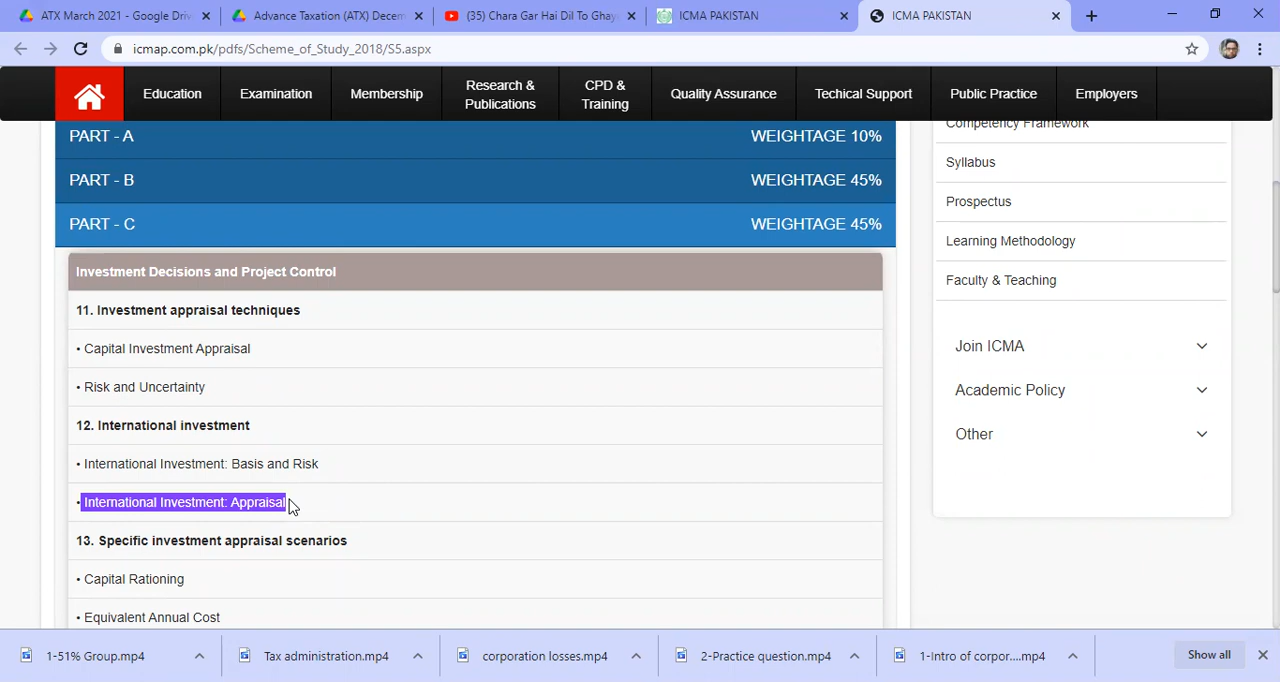 ATX March 2021 - Google Driv
Advance Taxation (ATX) Decem
(35) Chara Gar Hai Dil To Ghay
ICMA PAKISTAN
ICMA PAKISTAN
icmap.com.pk/pdfs/Scheme_of_Study_2018/S5.aspx
Education
Examination
Membership
Research &
Publications
CPD &
Training
Quality Assurance
Techical Support
Public Practice
Employers
PART - A WEIGHTAGE 10%
PART - B WEIGHTAGE 45%
PART - C WEIGHTAGE 45%
Investment Decisions and Project Control
11. Investment appraisal techniques
• Capital Investment Appraisal
• Risk and Uncertainty
12. International investment
• International Investment: Basis and Risk
• International Investment: Appraisal
13. Specific investment appraisal scenarios
• Capital Rationing
• Equivalent Annual Cost
Competency Framework
Syllabus
Prospectus
Learning Methodology
Faculty & Teaching
Join ICMA
Academic Policy
Other
1-51% Group.mp4
Tax administration.mp4
corporation losses.mp4
2-Practice question.mp4
1-Intro of corpor....mp4
Show all